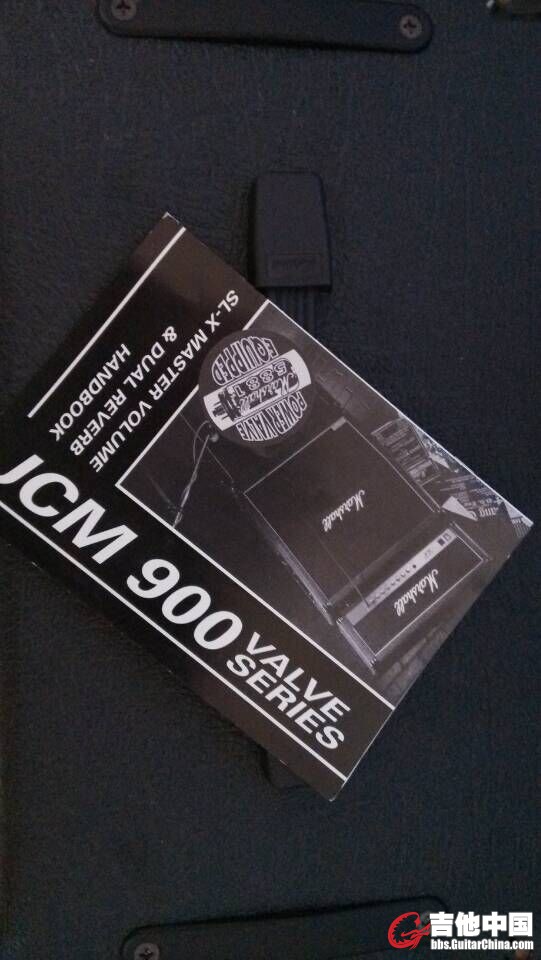 JCM 900 VALVE
SERIES
SL-X MASTER VOLUME
& DUAL REVERB
HANDBOOK
POWER VALVE
Marshall
5881
EQUIPPED
Marshall
Marshall
吉他中国
bbs.GuitarChina.com